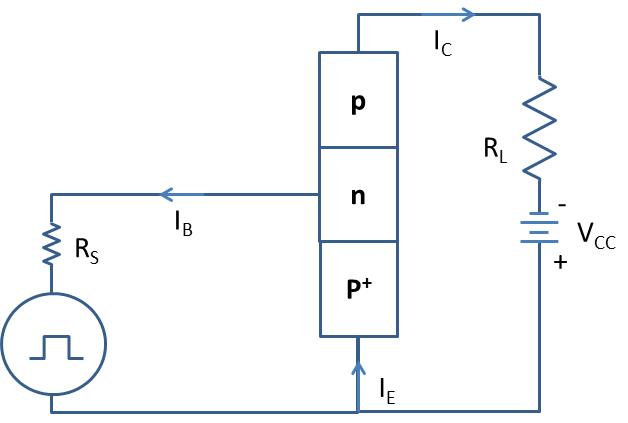 I_C
p
R_L
-
n
I_B
V_CC
R_S
+
P⁺
I_E